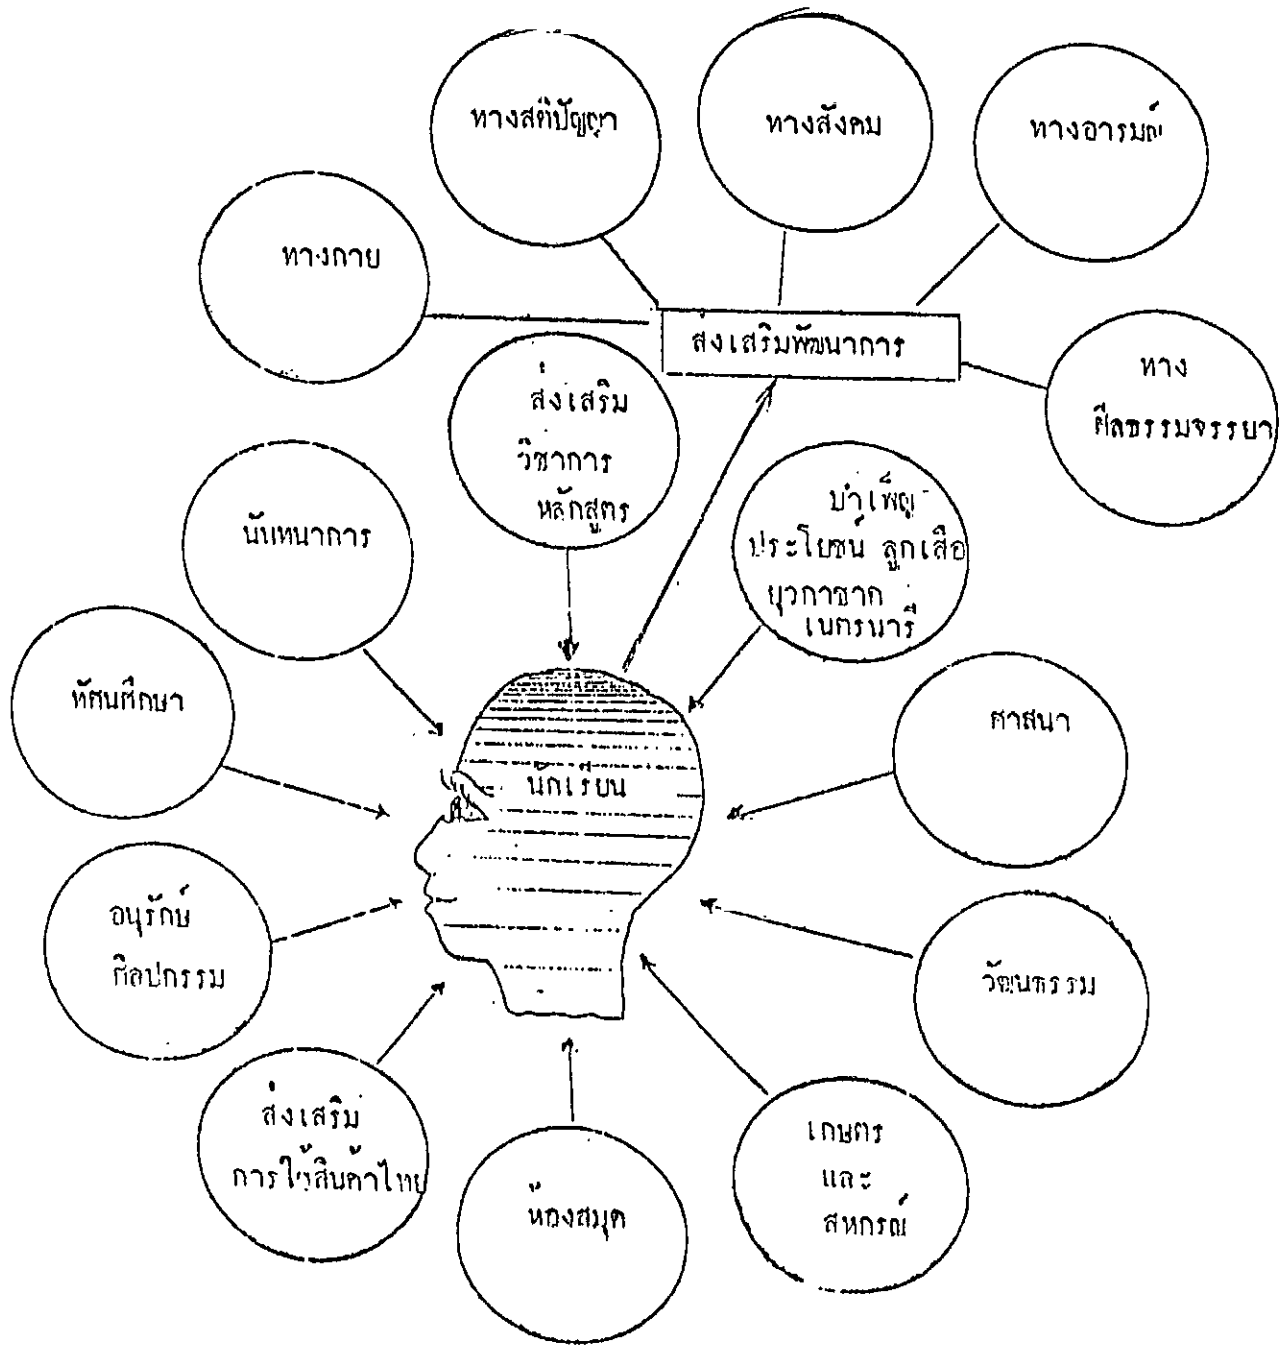 ทางสติปัญญา
ทางสังคม
ทางอารมณ์
ทางกาย
ส่งเสริมพัฒนาการ
ทาง
ศีลธรรมจรรยา
ส่งเสริม
วิชาการ
หลักสูตร
นันทนาการ
บำเพ็ญ
ประโยชน์ ลูกเสือ
ยุวกาชาด
เนตรนารี
ทัศนศึกษา
นักเรียน
ศาสนา
อนุรักษ์
ศิลปกรรม
วัฒนธรรม
ส่งเสริม
การใช้สินค้าไทย
ห้องสมุด
เกษตร
และ
สหกรณ์